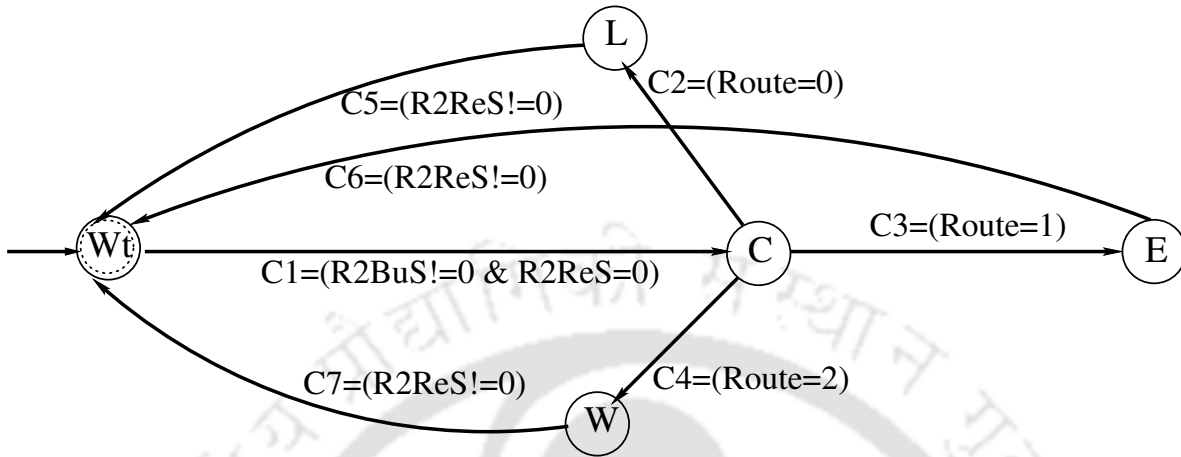 L
C2=(Route=0)
C5=(R2ReS!=0)
C6=(R2ReS!=0)
C3=(Route=1)
Wt
C
E
C1=(R2BuS!=0 & R2ReS=0)
C7=(R2ReS!=0)
C4=(Route=2)
W